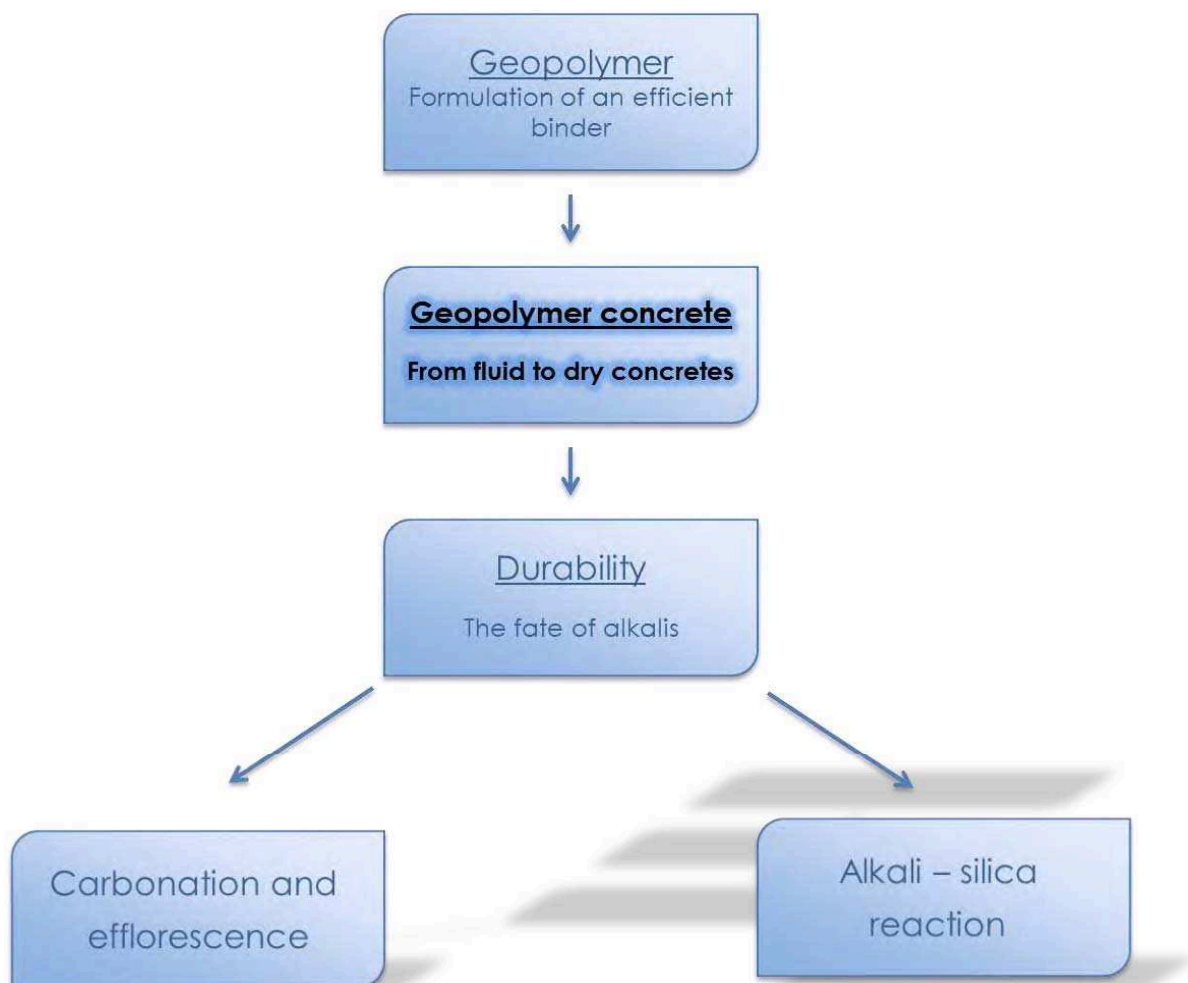 Geopolymer
Formulation of an efficient
binder
Geopolymer concrete
From fluid to dry concretes
Durability
The fate of alkalis
Carbonation and
efflorescence
Alkali – silica
reaction